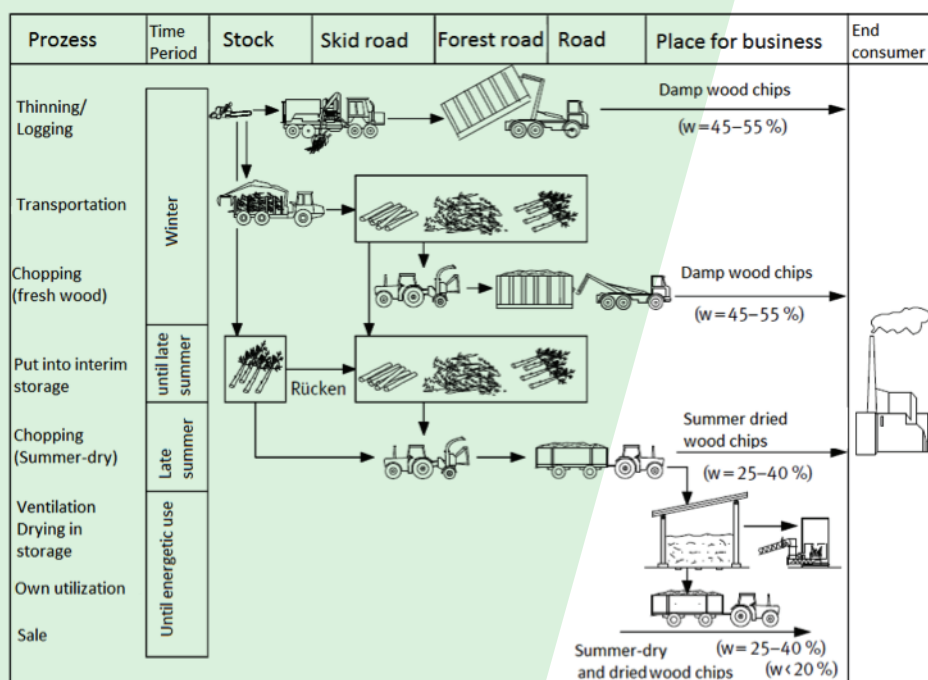 Prozess
Time
Period
Stock
Skid road
Forest road
Road
Place for business
End
consumer
Thinning/
Logging
Winter
Damp wood chips
(w=45–55 %)
Transportation
Chopping
(fresh wood)
Damp wood chips
(w=45–55 %)
Put into interim
storage
until late
summer
Rücken
Chopping
(Summer-dry)
Late
summer
Summer dried
wood chips
(w=25–40 %)
Ventilation
Drying in
storage
Until energetic use
Own utilization
Sale
Summer-dry
and dried wood chips
(w=25–40 %)
(w<20 %)